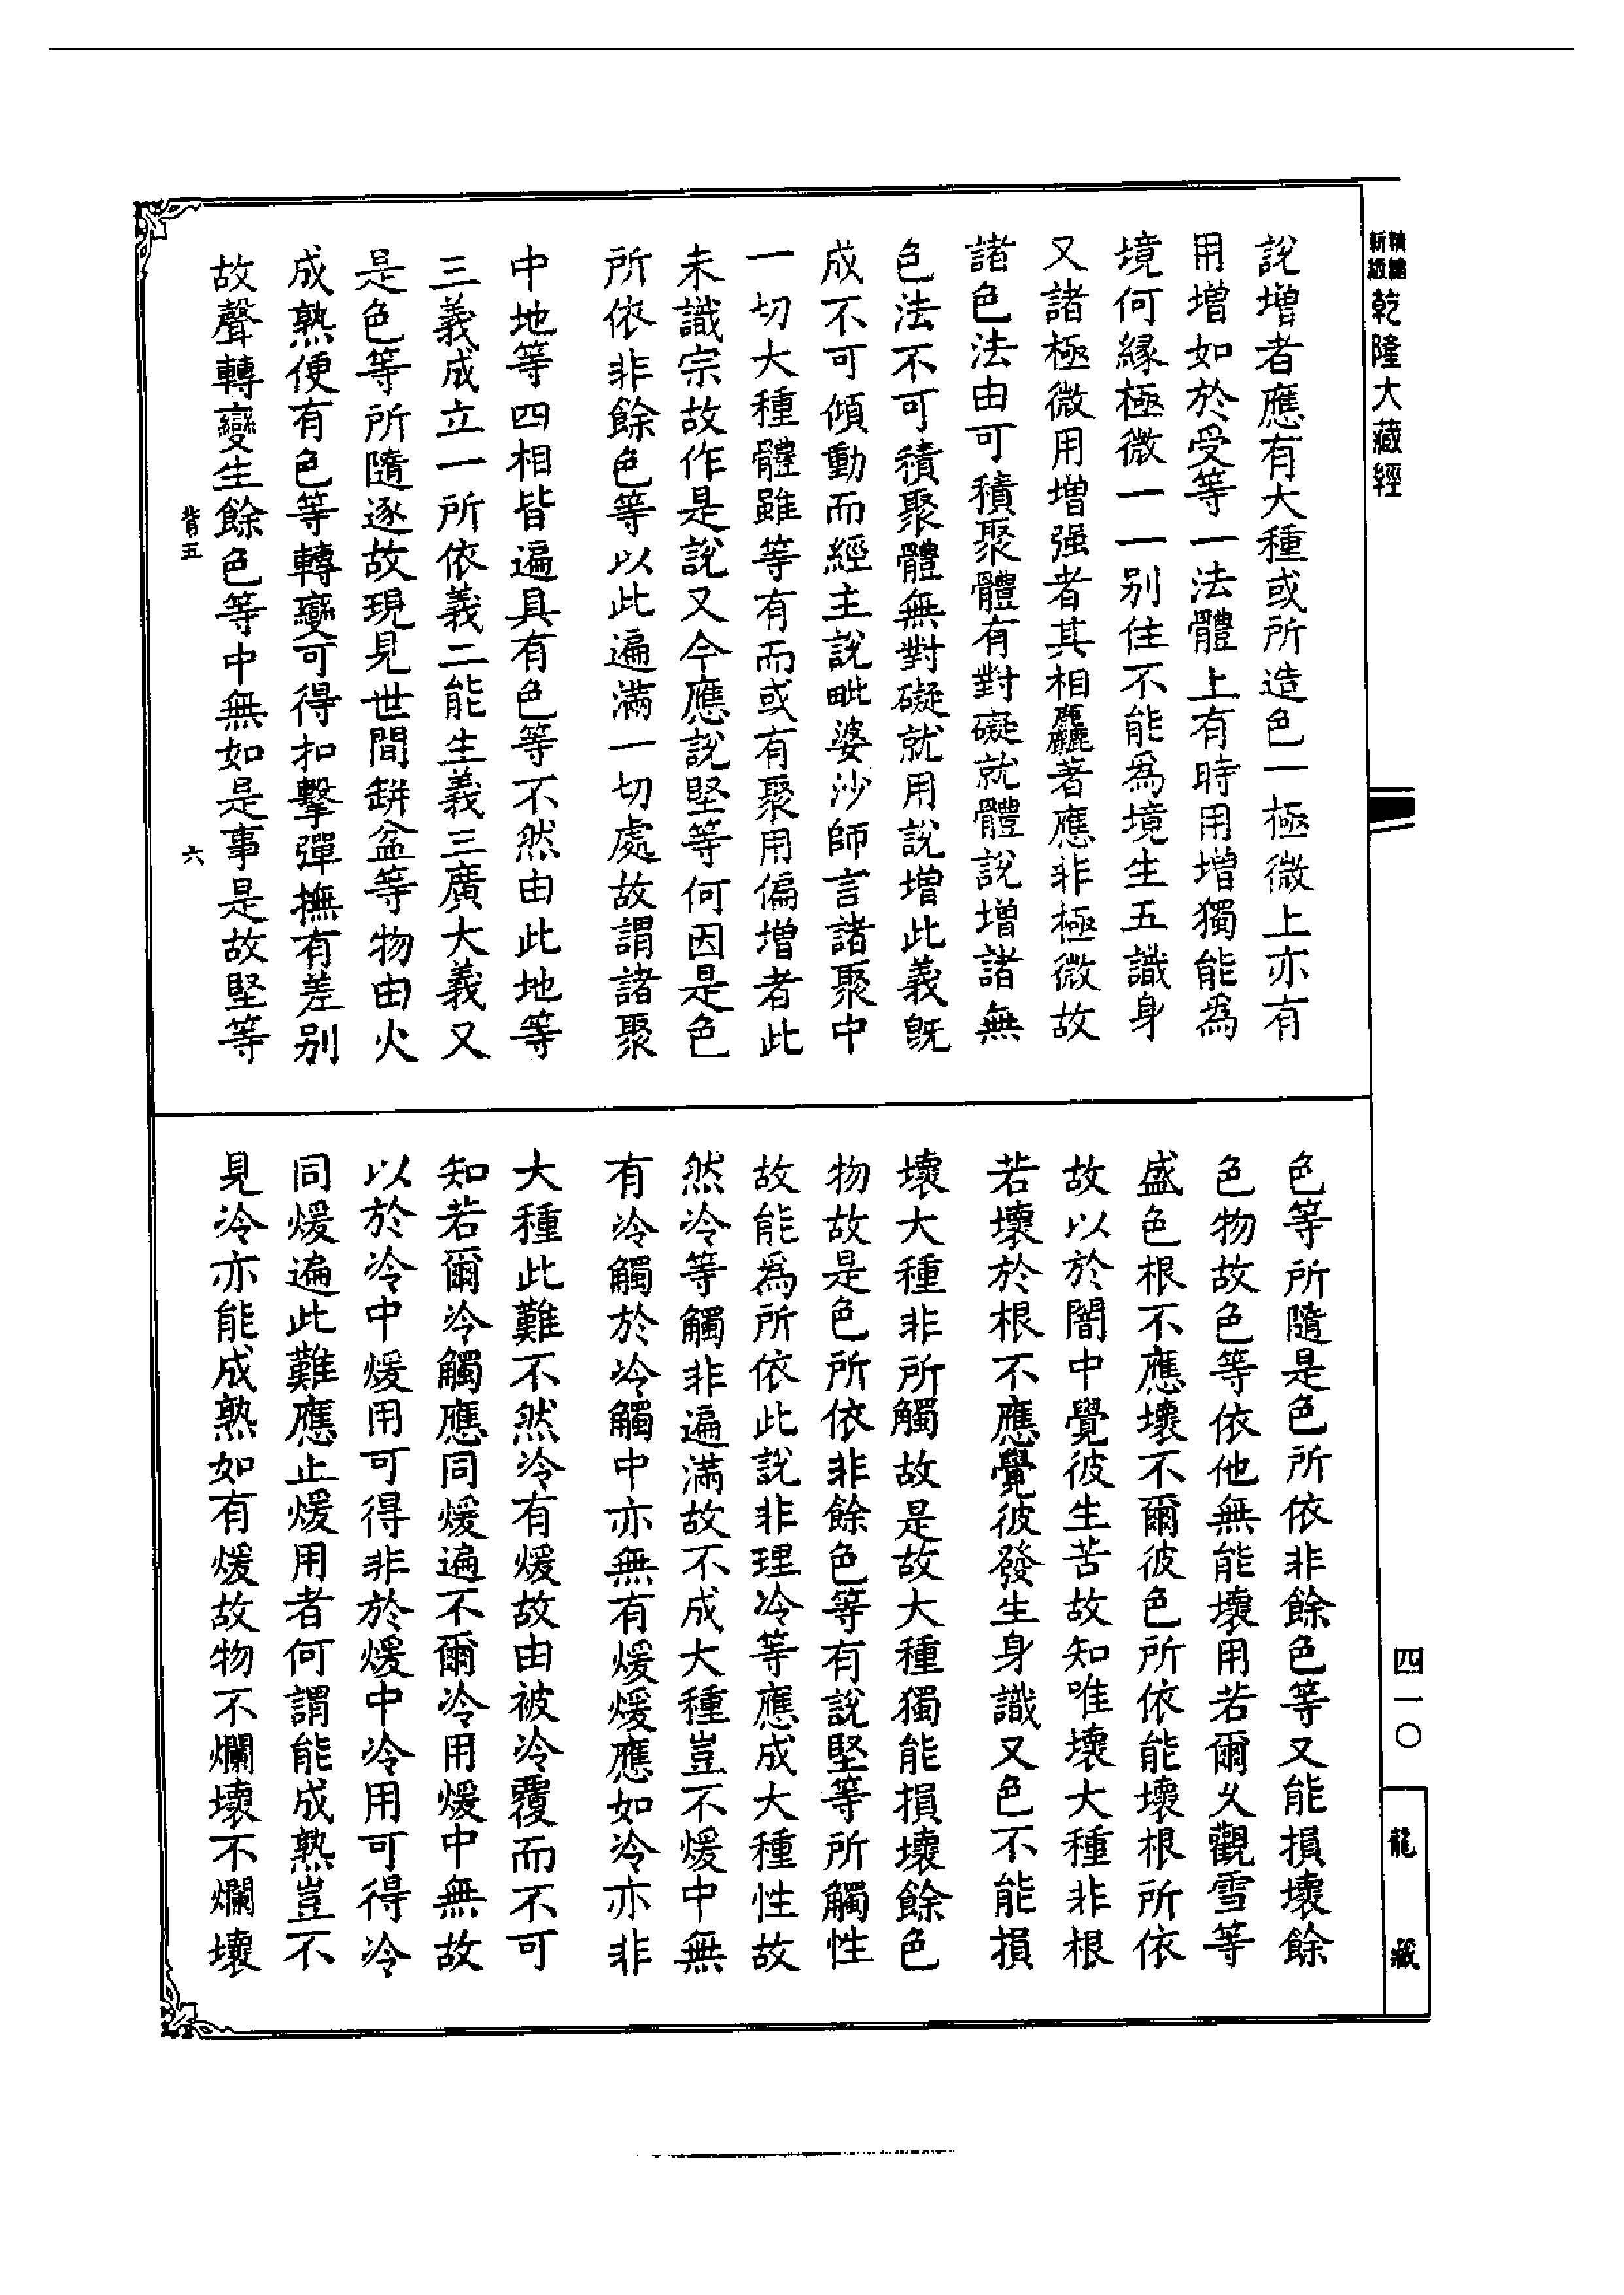 精縮
新版
乾隆大藏經
說增者應有大種或所造色一極微上亦有
用增如於受等一法體上有時用增獨能為
境何緣極微一一別住不能為境生五識身
又諸極微用增强者其相麤著應非極微故
諸色法由可積聚體有對礙就體說增諸無
色法不可積聚體無對礙就用說增此義旣
成不可傾動而經主說毗婆沙師言諸聚中
一切大種體雖等有而或有聚用偏增者此
未識宗故作是說又今應說堅等何因是色
所依非餘色等以此遍滿一切處故謂諸聚
中地等四相皆遍具有色等不然由此地等
三義成立一所依義二能生義三廣大義又
是色等所隨逐故現見世間缾盆等物由火
成熟便有色等轉變可得扣擊彈撫有差别
故聲轉變生餘色等中無如是事是故堅等
背五
六
色等所隨是色所依非餘色等又能損壞餘
色物故色等依他無能壞用若爾乆觀雪等
盛色根不應壞不爾彼色所依能壞根所依
故以於闇中覺彼生苦故知唯壞大種非根
若壞於根不應覺彼發生身識又色不能損
壞大種非所觸故是故大種獨能損壞餘色
物故是色所依非餘色等有說堅等所觸性
故能為所依此說非理冷等應成大種性故
然冷等觸非遍滿故不成大種豈不煖中無
有冷觸於冷觸中亦無有煖煖應如冷亦非
大種此難不然冷有煖故由被冷覆而不可
知若爾冷觸應同煖遍不爾冷用煖中無故
以於冷中煖用可得非於煖中冷用可得冷
同煖遍此難應止煖用者何謂能成熟豈不
見冷亦能成熟如有煖故物不爛壞不爛壞
四一〇
龍藏